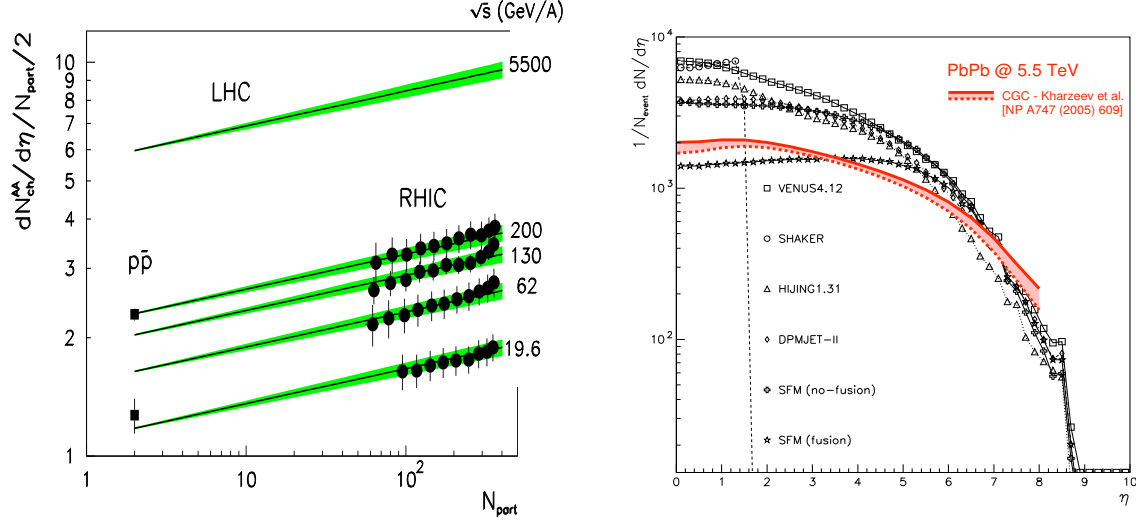 √s (GeV/A)
dN_ch^AA/dη/N_part/2
10
9
8
7
6
5
4
3
2
1
LHC
5500
RHIC
200
130
62
19.6
pp̄
1
10
10²
N_part
1/N_event dN/dη
10⁴
10³
10²
PbPb @ 5.5 TeV
CGC - Kharzeev et al.
[NP A747 (2005) 609]
VENUS4.12
SHAKER
HIJING1.31
DPMJET-II
SFM (no-fusion)
SFM (fusion)
0 1 2 3 4 5 6 7 8 9 10
η